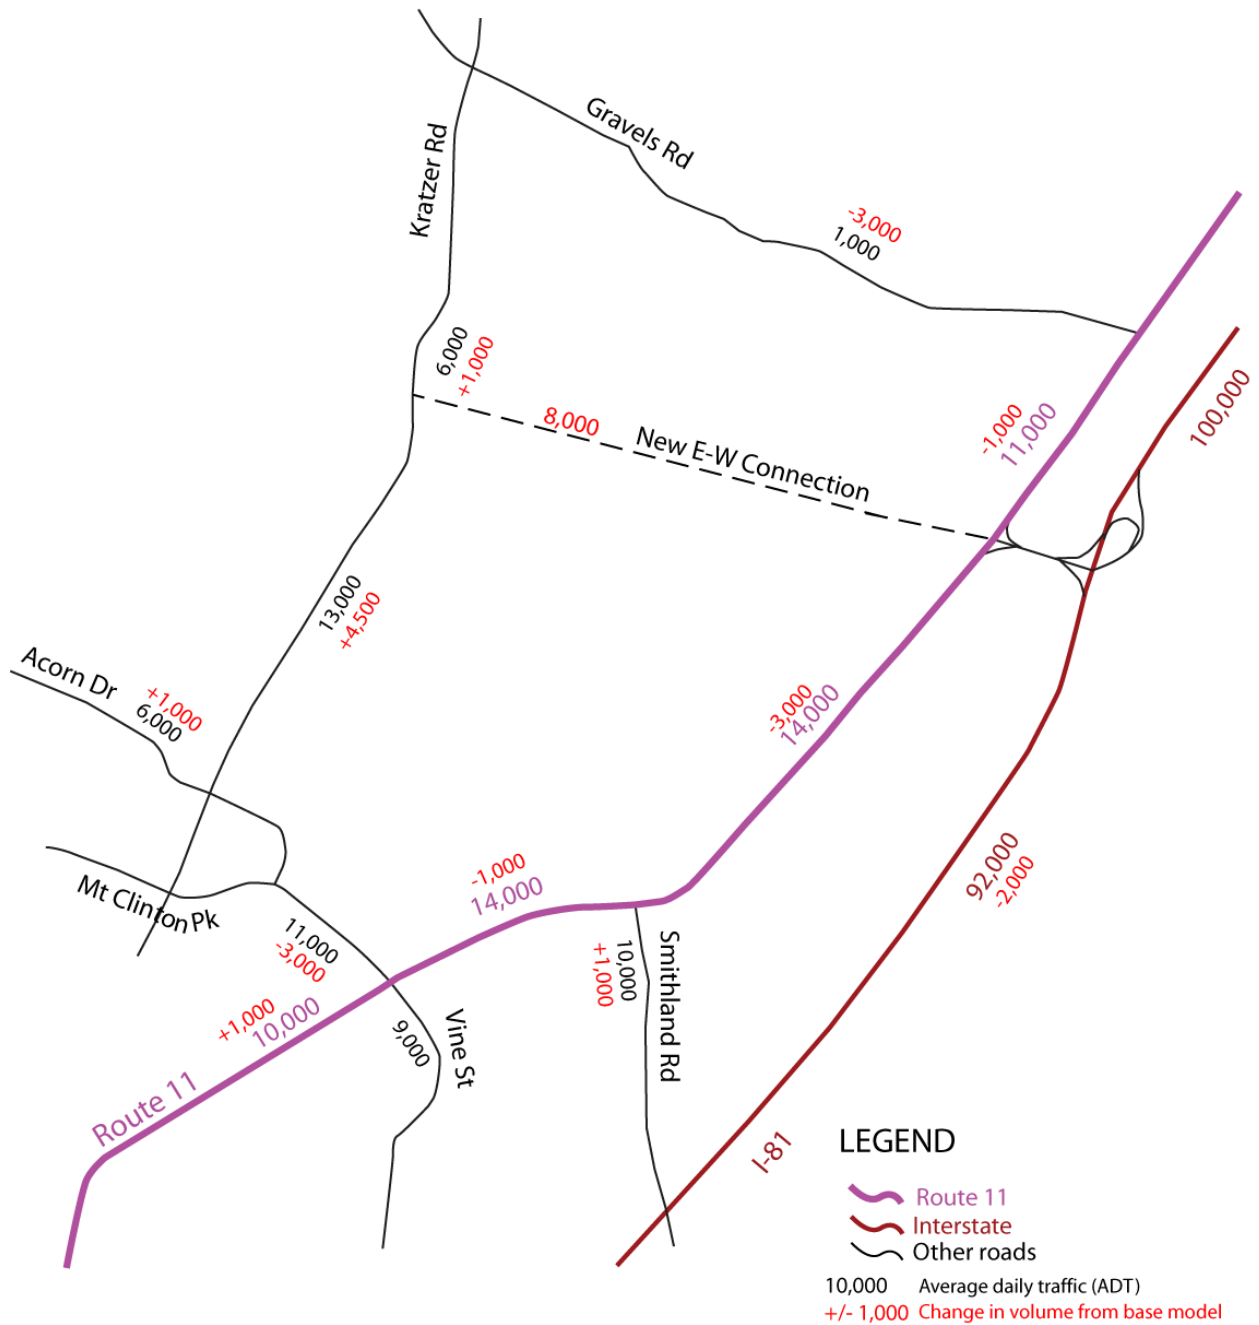 Gravels Rd
Kratzer Rd
-3,000
1,000
6,000
+1,000
8,000
New E-W Connection
-1,000
11,000
100,000
13,000
+4,500
Acorn Dr
+1,000
6,000
-3,000
14,000
92,000
-2,000
-1,000
14,000
Mt Clinton Pk
11,000
-3,000
10,000
+1,000
Smithland Rd
+1,000
10,000
9,000
Vine St
Route 11
I-81
LEGEND
Route 11
Interstate
Other roads
10,000 Average daily traffic (ADT)
+/- 1,000 Change in volume from base model